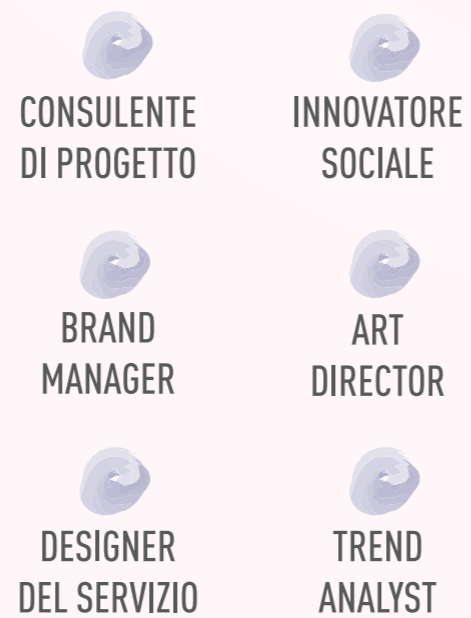 CONSULENTE
DI PROGETTO
INNOVATORE
SOCIALE
BRAND
MANAGER
ART
DIRECTOR
DESIGNER
DEL SERVIZIO
TREND
ANALYST